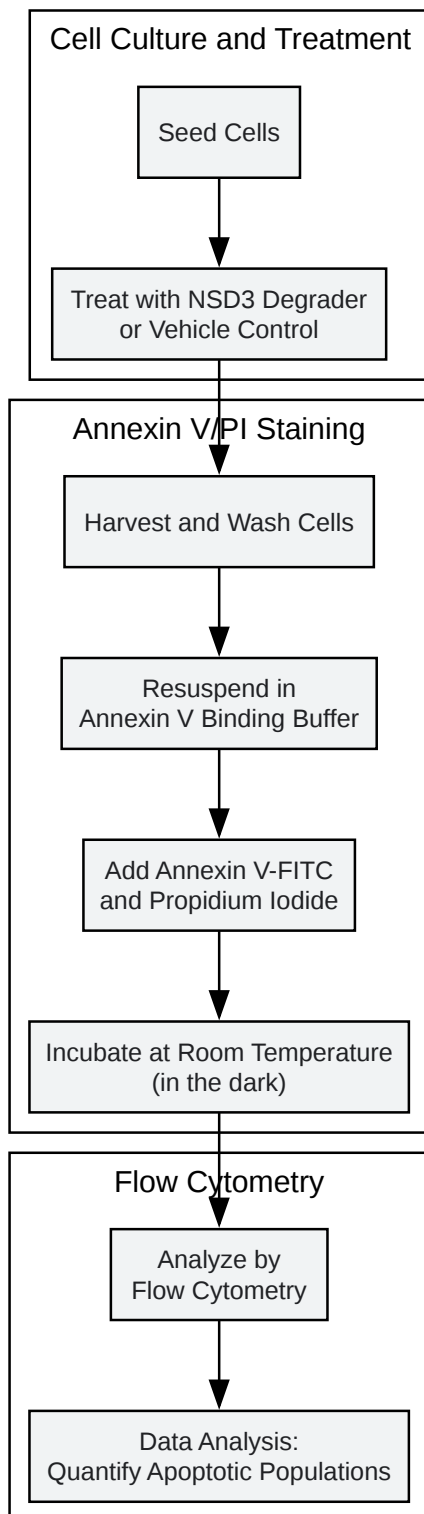 Cell Culture and Treatment
Seed Cells
Treat with NSD3 Degrader
or Vehicle Control
Annexin V/PI Staining
Harvest and Wash Cells
Resuspend in
Annexin V Binding Buffer
Add Annexin V-FITC
and Propidium Iodide
Incubate at Room Temperature
(in the dark)
Flow Cytometry
Analyze by
Flow Cytometry
Data Analysis:
Quantify Apoptotic Populations